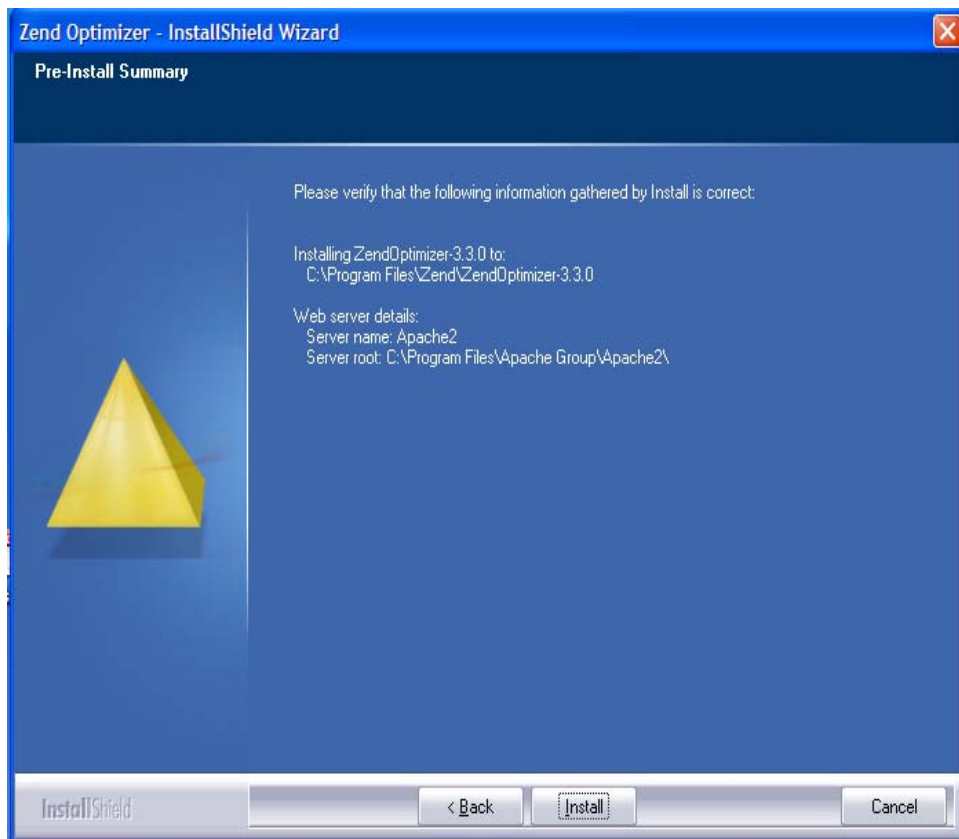 Zend Optimizer - InstallShield Wizard
Pre-Install Summary
Please verify that the following information gathered by Install is correct:
Installing ZendOptimizer-3.3.0 to:
C:\Program Files\Zend\ZendOptimizer-3.3.0
Web server details:
Server name: Apache2
Server root: C:\Program Files\Apache Group\Apache2\
InstallShield
< Back
Install
Cancel